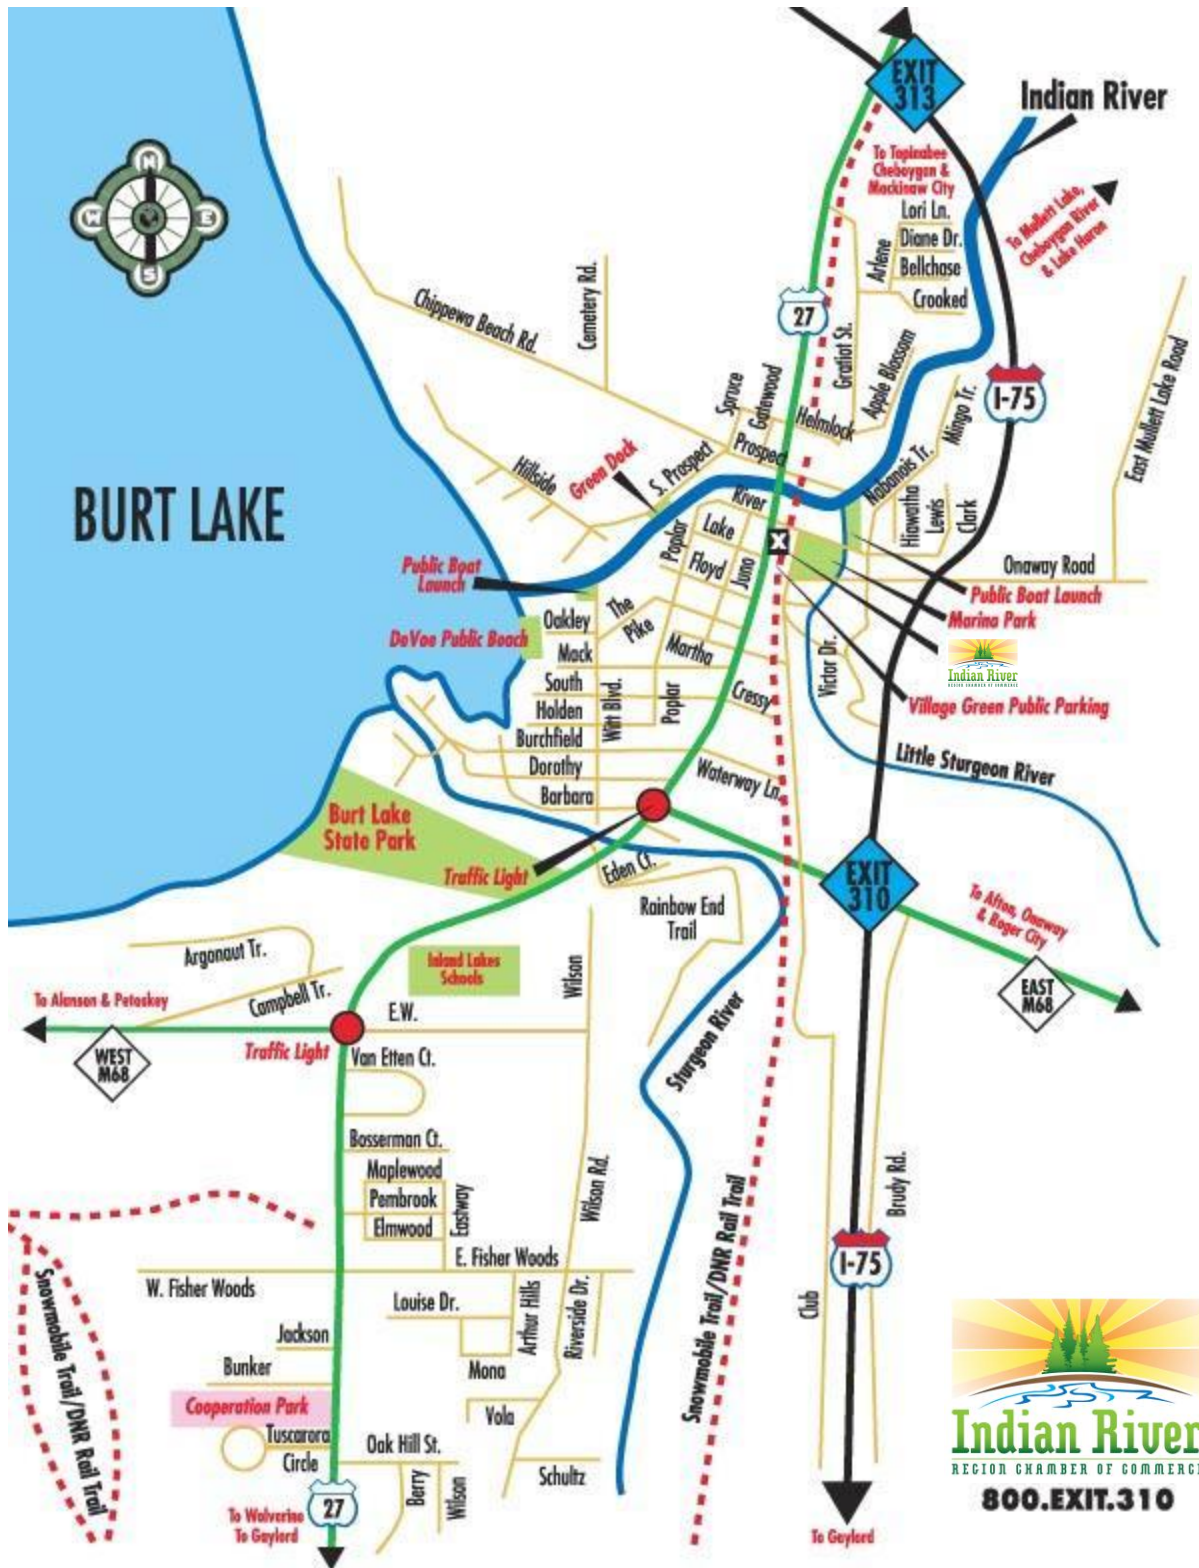 EXIT
313
Indian River
To Topinabee
Cheboygan &
Mackinaw City
To Mullett Lake,
Cheboygan River
& Lake Huron
N
W
E
S
Lori Ln.
Diane Dr.
Arlene
Bellchase
Crooked
Chippewa Beach Rd.
Cemetery Rd.
27
Gratiot St.
Apple Blossom
I-75
Mingo Tr.
East Mullett Lake Road
Spruce
Gatewood
Helmlock
Prospect
S. Prospect
Green Dock
Hillside
BURT LAKE
Nabanois Tr.
Hiawatha
Lewis
Clark
River
Lake
Poplar
Floyd
Juno
X
Onaway Road
Public Boat
Launch
Public Boat Launch
Marina Park
Indian River
REGION CHAMBER OF COMMERCE
Village Green Public Parking
DeVoe Public Beach
Oakley
The
Pike
Mack
Martha
South
Holden
Witt Blvd.
Poplar
Cressy
Victor Dr.
Burchfield
Dorothy
Barbara
Waterway Ln.
Little Sturgeon River
Burt Lake
State Park
Traffic Light
Eden Ct.
Rainbow End
Trail
EXIT
310
To Afton, Onaway
& Roger City
EAST
M68
Argonaut Tr.
Campbell Tr.
Inland Lakes
Schools
Wilson
To Alanson & Petoskey
WEST
M68
Traffic Light
E.W.
Van Etten Ct.
Sturgeon River
Bosserman Ct.
Maplewood
Pembrook
Elmwood
Eastway
Wilson Rd.
Brudy Rd.
Snowmobile Trail/DNR Rail Trail
E. Fisher Woods
W. Fisher Woods
I-75
Snowmobile Trail/DNR Rail Trail
Louise Dr.
Arthur Hills
Riverside Dr.
Club
Jackson
Bunker
Mona
Cooperation Park
Vola
Tuscarora
Circle
Oak Hill St.
Berry
Wilson
Schultz
27
To Wolverine
To Gaylord
To Gaylord
Indian River
REGION CHAMBER OF COMMERCE
800.EXIT.310